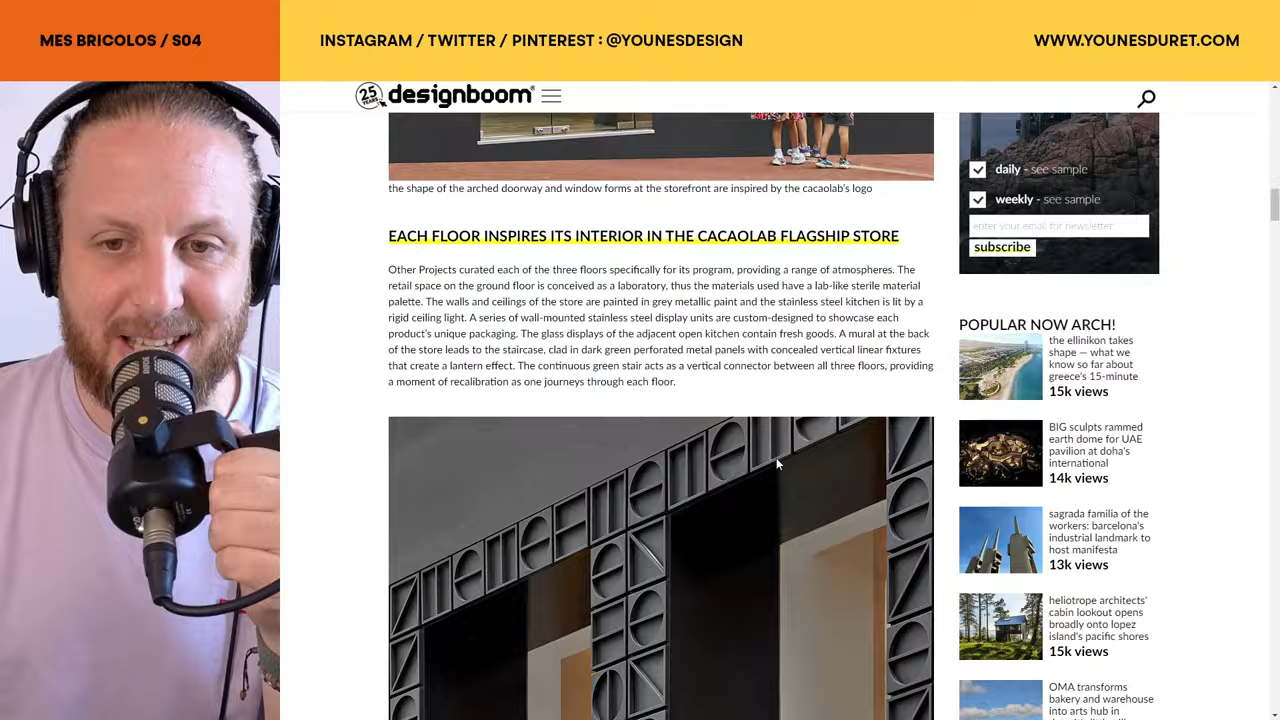 MES BRICOLOS / S04
INSTAGRAM / TWITTER / PINTEREST : @YOUNESDESIGN
WWW.YOUNESDURET.COM
25 YEARS
designboom®
the shape of the arched doorway and window forms at the storefront are inspired by the cacaolab's logo
EACH FLOOR INSPIRES ITS INTERIOR IN THE CACAOLAB FLAGSHIP STORE
Other Projects curated each of the three floors specifically for its program, providing a range of atmospheres. The
retail space on the ground floor is conceived as a laboratory, thus the materials used have a lab-like sterile material
palette. The walls and ceilings of the store are painted in grey metallic paint and the stainless steel kitchen is lit by a
rigid ceiling light. A series of wall-mounted stainless steel display units are custom-designed to showcase each
product's unique packaging. The glass displays of the adjacent open kitchen contain fresh goods. A mural at the back
of the store leads to the staircase, clad in dark green perforated metal panels with concealed vertical linear fixtures
that create a lantern effect. The continuous green stair acts as a vertical connector between all three floors, providing
a moment of recalibration as one journeys through each floor.
daily - see sample
weekly - see sample
enter your email for newsletter
subscribe
POPULAR NOW ARCH!
the ellinikon takes
shape — what we
know so far about
greece's 15-minute
15k views
BIG sculpts rammed
earth dome for UAE
pavilion at doha's
international
14k views
sagrada familia of the
workers: barcelona's
industrial landmark to
host manifesta
13k views
heliotrope architects'
cabin lookout opens
broadly onto lopez
island's pacific shores
15k views
OMA transforms
bakery and warehouse
into arts hub in
RODE